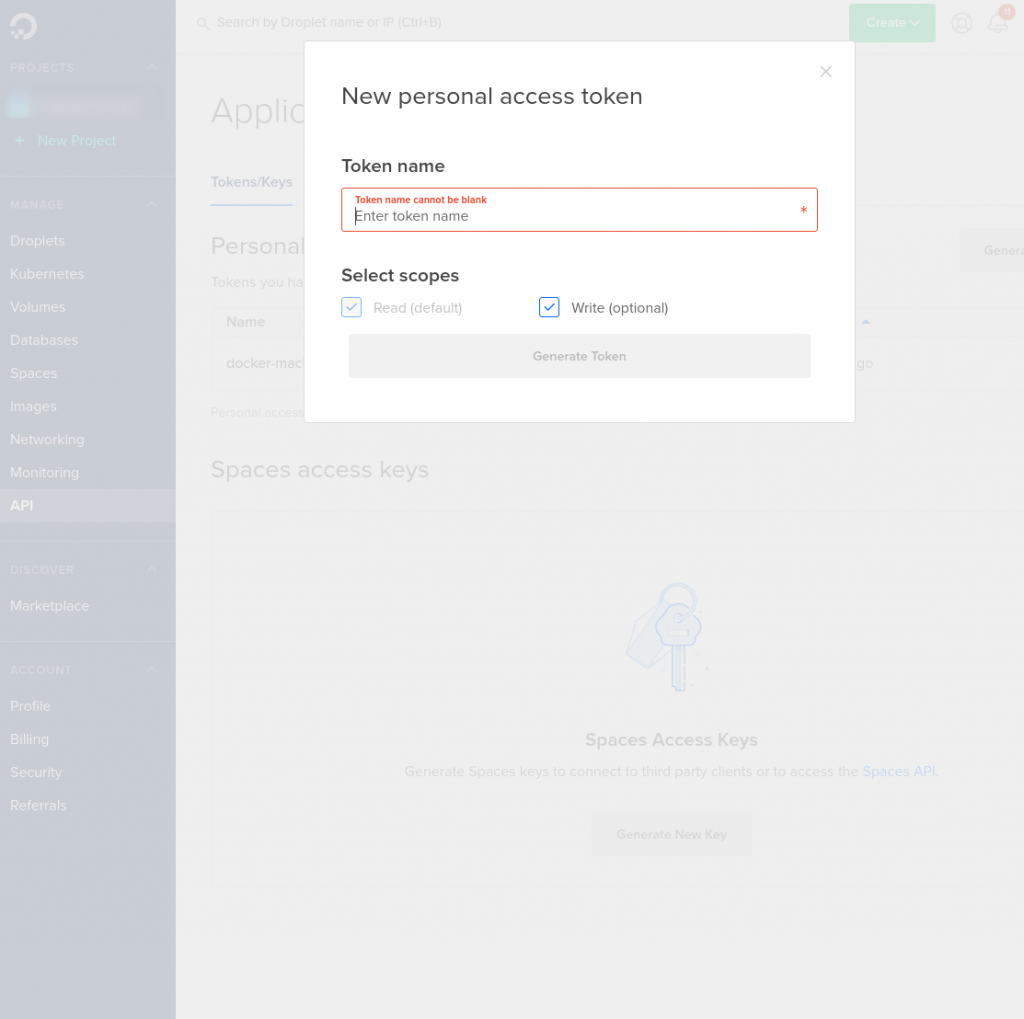 Search by Droplet name or IP (Ctrl+B)
Create
11
PROJECTS
New Project
MANAGE
Droplets
Kubernetes
Volumes
Databases
Spaces
Images
Networking
Monitoring
API
DISCOVER
Marketplace
ACCOUNT
Profile
Billing
Security
Referrals
Applic
Tokens/Keys
Personal
Genera
Tokens you ha
Name
docker-mac
go
Personal access
New personal access token
Token name
Token name cannot be blank
Enter token name
*
Select scopes
Read (default)
Write (optional)
Generate Token
Spaces access keys
Spaces Access Keys
Generate Spaces keys to connect to third party clients or to access the Spaces API.
Generate New Key